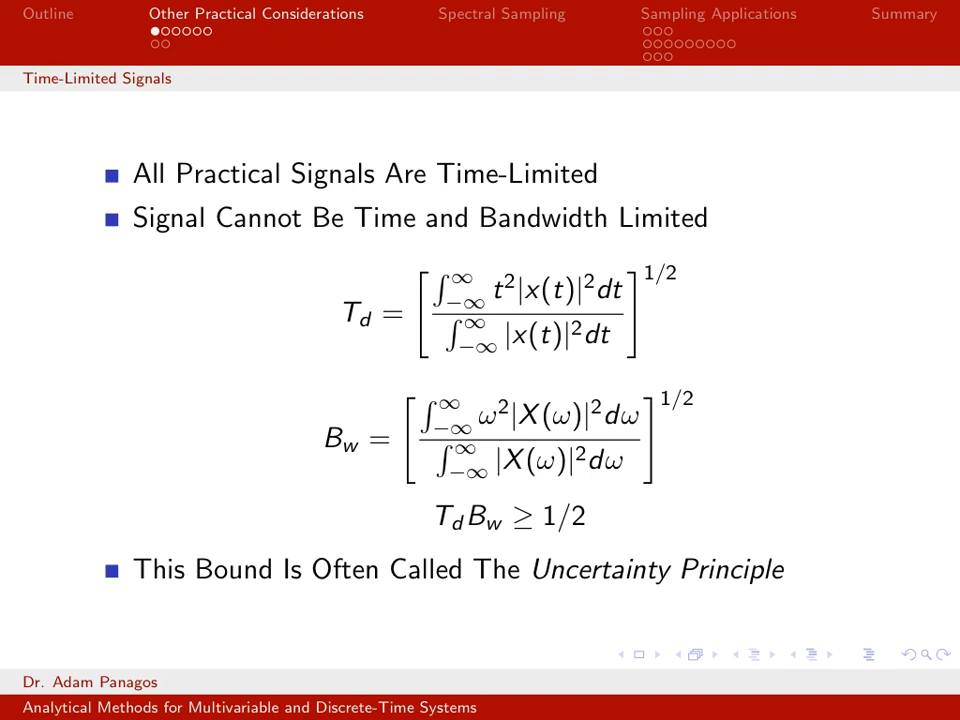 Outline Other Practical Considerations Spectral Sampling Sampling Applications Summary
Time-Limited Signals
All Practical Signals Are Time-Limited
Signal Cannot Be Time and Bandwidth Limited
T_d = [ ∫_{−∞}^{∞} t²|x(t)|²dt / ∫_{−∞}^{∞} |x(t)|²dt ]^{1/2}
B_w = [ ∫_{−∞}^{∞} ω²|X(ω)|²dω / ∫_{−∞}^{∞} |X(ω)|²dω ]^{1/2}
T_d B_w ≥ 1/2
This Bound Is Often Called The Uncertainty Principle
Dr. Adam Panagos
Analytical Methods for Multivariable and Discrete-Time Systems